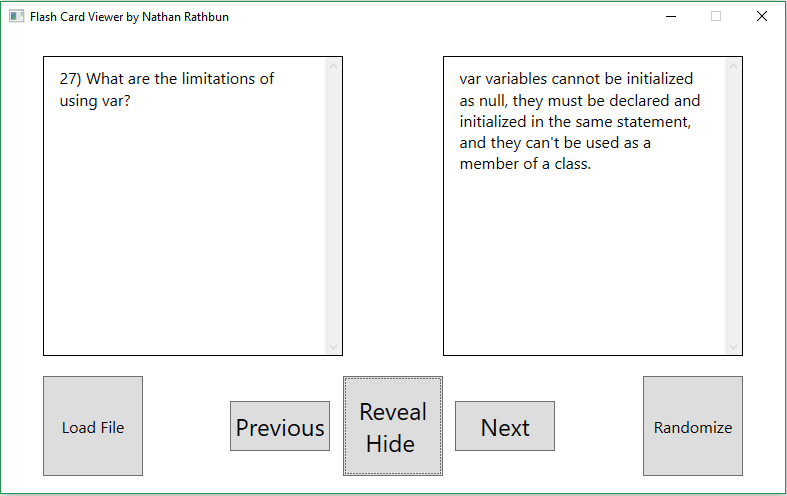 Flash Card Viewer by Nathan Rathbun
27) What are the limitations of
using var?
var variables cannot be initialized
as null, they must be declared and
initialized in the same statement,
and they can't be used as a
member of a class.
Load File
Previous
Reveal
Hide
Next
Randomize